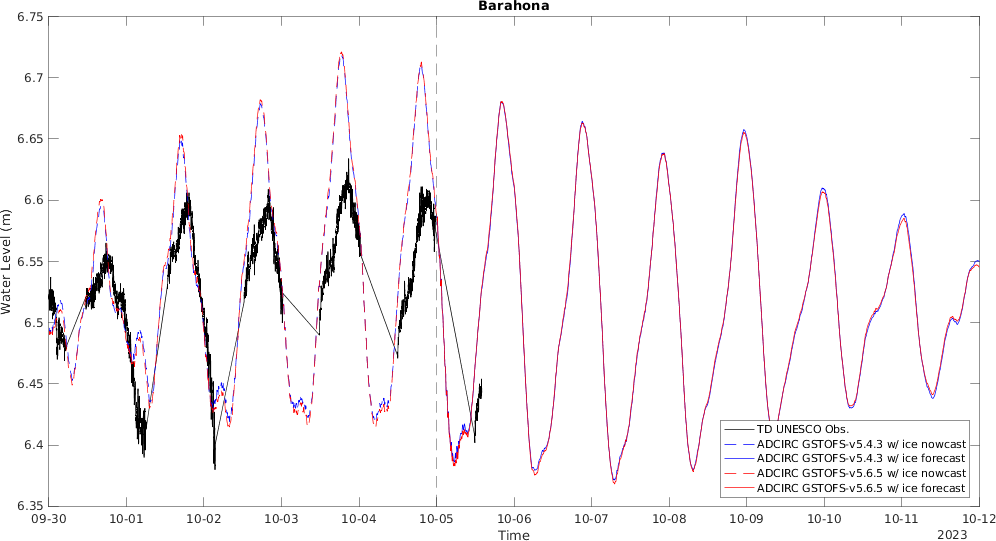 Barahona
6.75
6.7
6.65
6.6
6.55
6.5
6.45
6.4
6.35
Water Level (m)
09-30 10-01 10-02 10-03 10-04 10-05 10-06 10-07 10-08 10-09 10-10 10-11 10-12
Time
2023
TD UNESCO Obs.
ADCIRC GSTOFS-v5.4.3 w/ ice nowcast
ADCIRC GSTOFS-v5.4.3 w/ ice forecast
ADCIRC GSTOFS-v5.6.5 w/ ice nowcast
ADCIRC GSTOFS-v5.6.5 w/ ice forecast